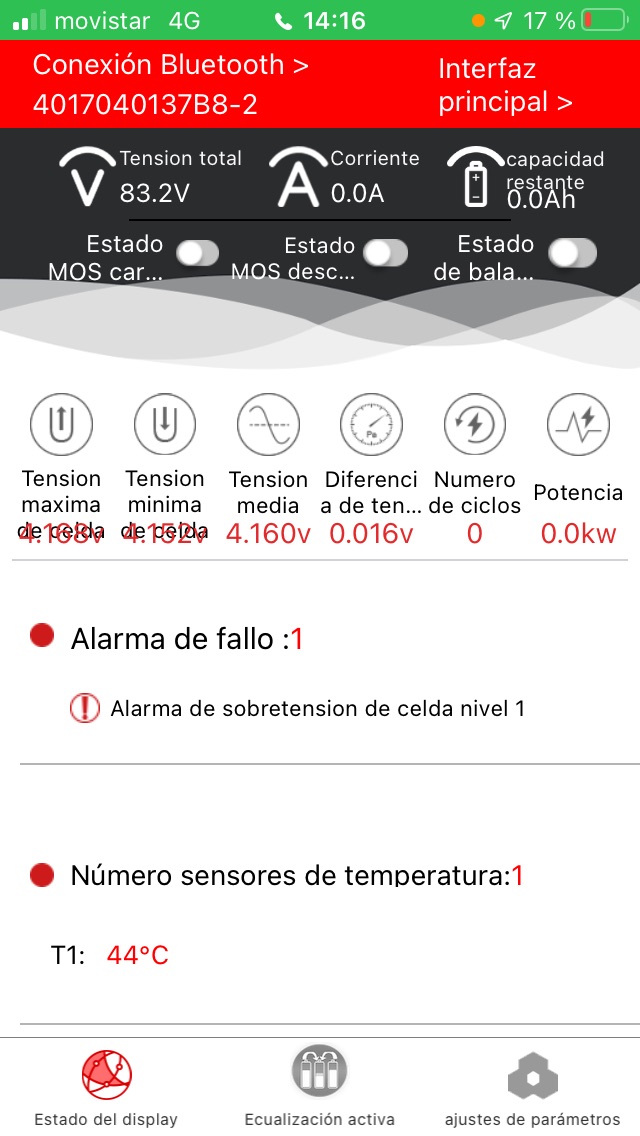 movistar 4G 14:16 17 %
Conexión Bluetooth >
4017040137B8-2
Interfaz
principal >
V
Tension total
83.2V
A
Corriente
0.0A
capacidad
restante
0.0Ah
Estado
MOS car...
Estado
MOS desc...
Estado
de bala...
Tension
maxima
de celda
4.168v
Tension
minima
de celda
4.152v
Tension
media
4.160v
Pe
Diferenci
a de ten...
0.016v
Numero
de ciclos
0
Potencia
0.0kw
Alarma de fallo :1
Alarma de sobretension de celda nivel 1
Número sensores de temperatura:1
T1: 44°C
Estado del display
Ecualización activa
ajustes de parámetros